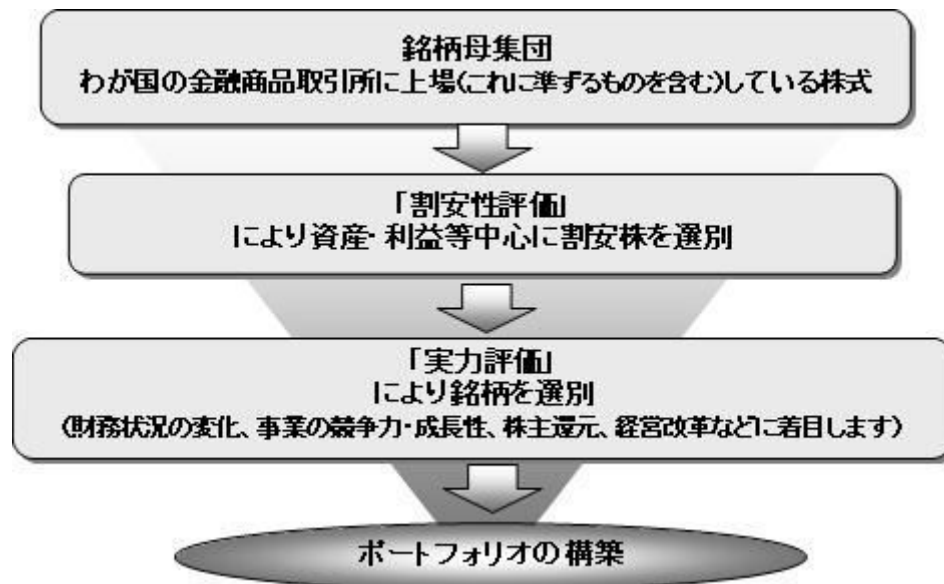 銘柄母集団
わが国の金融商品取引所に上場(これに準ずるものを含む)している株式
「割安性評価」
により資産・利益等中心に割安株を選別
「実力評価」
により銘柄を選別
(財務状況の変化、事業の競争力・成長性、株主還元、経営改革などに着目します)
ポートフォリオの構築